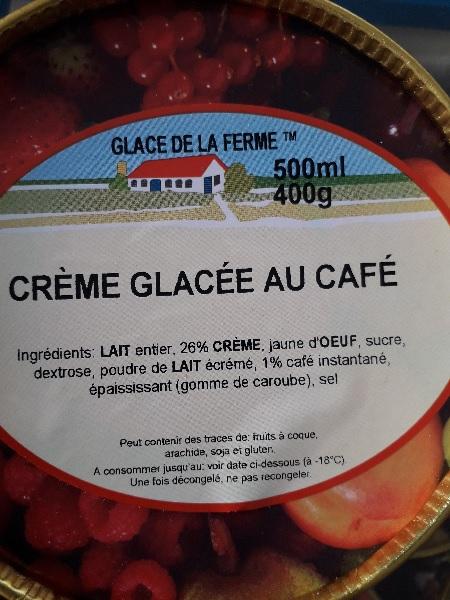 GLACE DE LA FERME ™
500ml
400g
CRÈME GLACÉE AU CAFÉ
Ingrédients: LAIT entier, 26% CRÈME, jaune d'OEUF, sucre,
dextrose, poudre de LAIT écrémé, 1% café instantané,
épaississant (gomme de caroube), sel
Peut contenir des traces de: fruits à coque,
arachide, soja et gluten.
A consommer jusqu'au: voir date ci-dessous (à -18°C)
Une fois décongelé, ne pas recongeler.